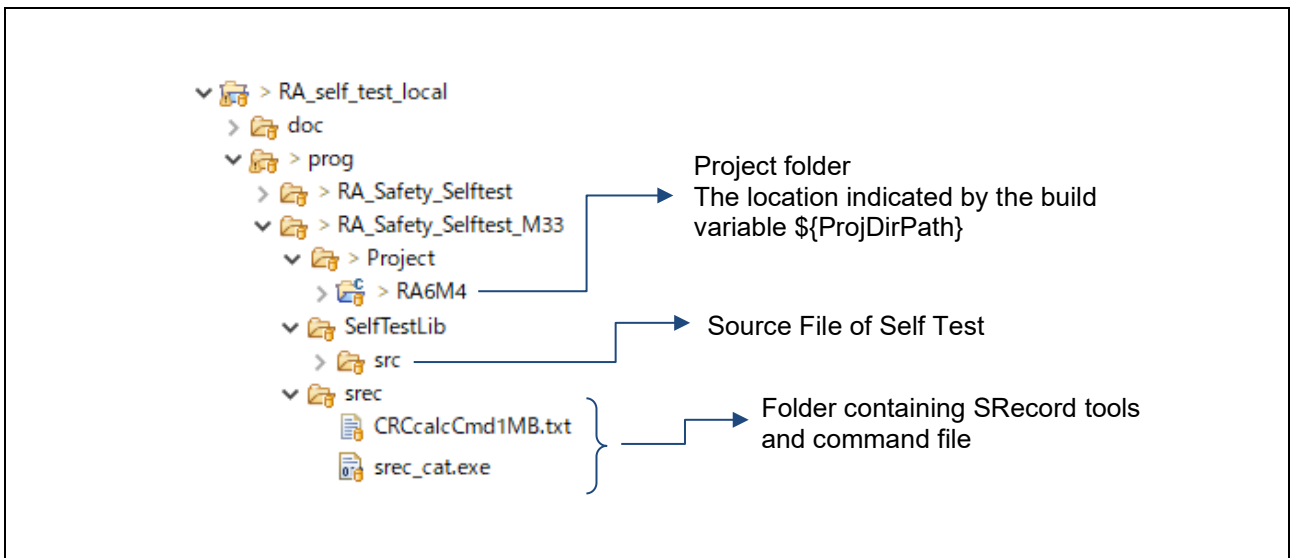 > RA_self_test_local
doc
> prog
> RA_Safety_Selftest
> RA_Safety_Selftest_M33
> Project
> RA6M4
SelfTestLib
src
srec
CRCcalcCmd1MB.txt
srec_cat.exe
Project folder
The location indicated by the build
variable ${ProjDirPath}
Source File of Self Test
Folder containing SRecord tools
and command file